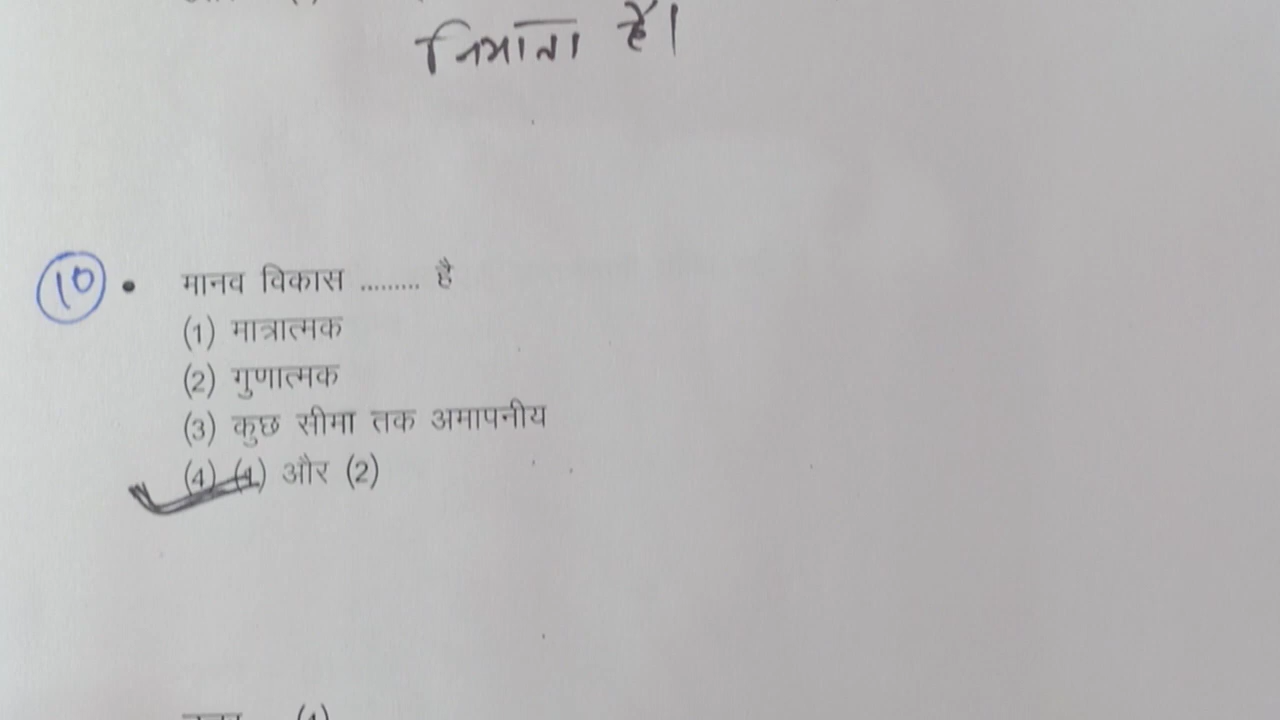 निभाता है।
10 • मानव विकास ......... है
(1) मात्रात्मक
(2) गुणात्मक
(3) कुछ सीमा तक अमापनीय
(4) (1) और (2)